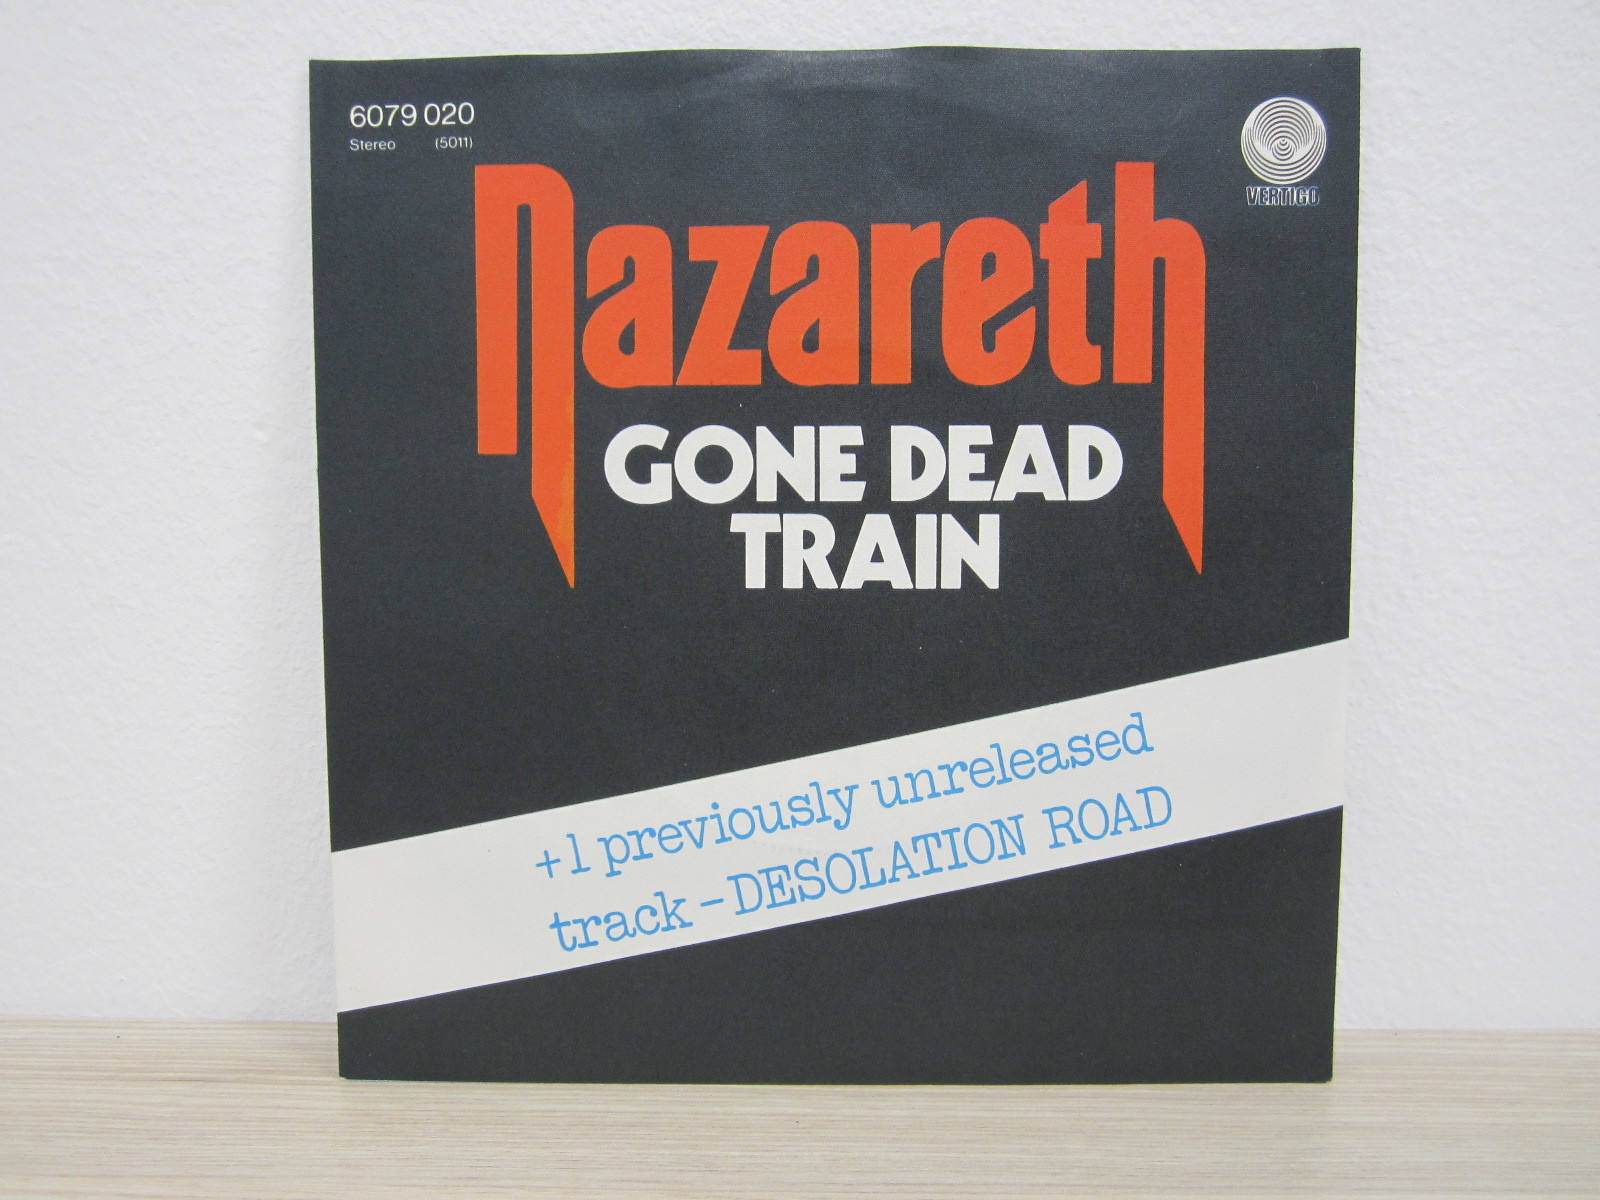 6079 020
Stereo (5011)
VERTIGO
nazareth
GONE DEAD
TRAIN
+1 previously unreleased
track – DESOLATION ROAD